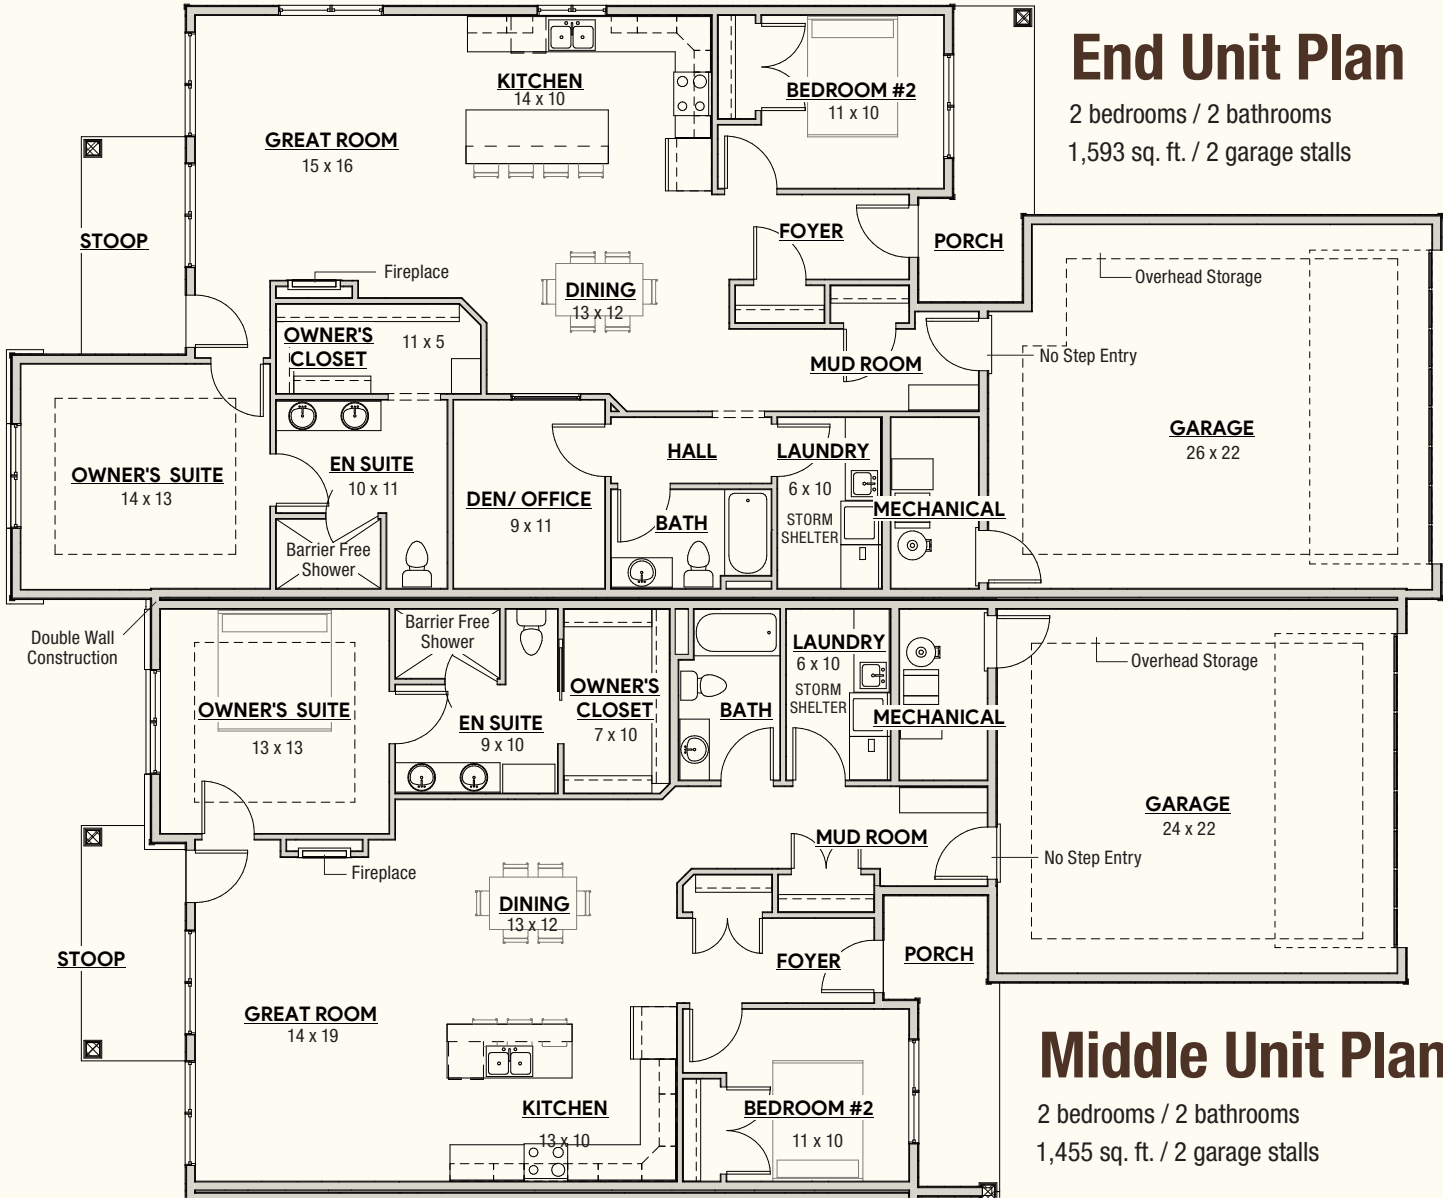 End Unit Plan
2 bedrooms / 2 bathrooms
1,593 sq. ft. / 2 garage stalls
KITCHEN
14 x 10
BEDROOM #2
11 x 10
GREAT ROOM
15 x 16
STOOP
FOYER
PORCH
Fireplace
Overhead Storage
DINING
13 x 12
OWNER'S
CLOSET
11 x 5
MUD ROOM
No Step Entry
GARAGE
26 x 22
OWNER'S SUITE
14 x 13
EN SUITE
10 x 11
HALL
LAUNDRY
6 x 10
STORM
SHELTER
DEN/ OFFICE
9 x 11
BATH
MECHANICAL
Barrier Free
Shower
Double Wall
Construction
Barrier Free
Shower
LAUNDRY
6 x 10
STORM
SHELTER
Overhead Storage
OWNER'S SUITE
13 x 13
EN SUITE
9 x 10
OWNER'S
CLOSET
7 x 10
BATH
MECHANICAL
GARAGE
24 x 22
MUD ROOM
No Step Entry
Fireplace
DINING
13 x 12
STOOP
FOYER
PORCH
GREAT ROOM
14 x 19
KITCHEN
13 x 10
BEDROOM #2
11 x 10
Middle Unit Plan
2 bedrooms / 2 bathrooms
1,455 sq. ft. / 2 garage stalls